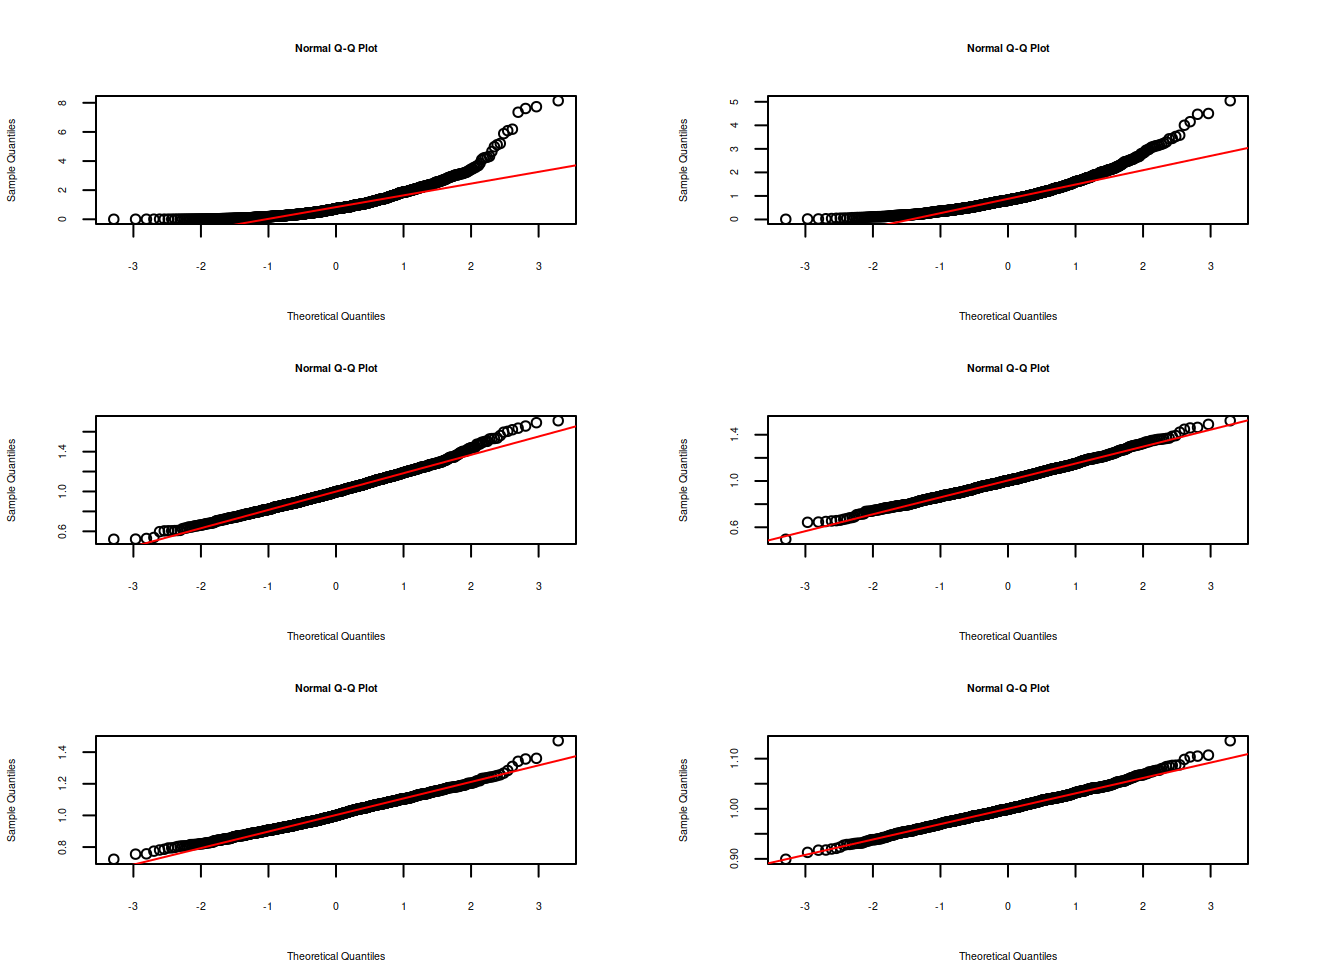 Normal Q-Q Plot
Sample Quantiles
8
6
4
2
0
-3 -2 -1 0 1 2 3
Theoretical Quantiles
Normal Q-Q Plot
Sample Quantiles
5
4
3
2
1
0
-3 -2 -1 0 1 2 3
Theoretical Quantiles
Normal Q-Q Plot
Sample Quantiles
1.4
1.0
0.6
-3 -2 -1 0 1 2 3
Theoretical Quantiles
Normal Q-Q Plot
Sample Quantiles
1.4
1.0
0.6
-3 -2 -1 0 1 2 3
Theoretical Quantiles
Normal Q-Q Plot
Sample Quantiles
1.4
1.2
1.0
0.8
-3 -2 -1 0 1 2 3
Theoretical Quantiles
Normal Q-Q Plot
Sample Quantiles
1.10
1.00
0.90
-3 -2 -1 0 1 2 3
Theoretical Quantiles